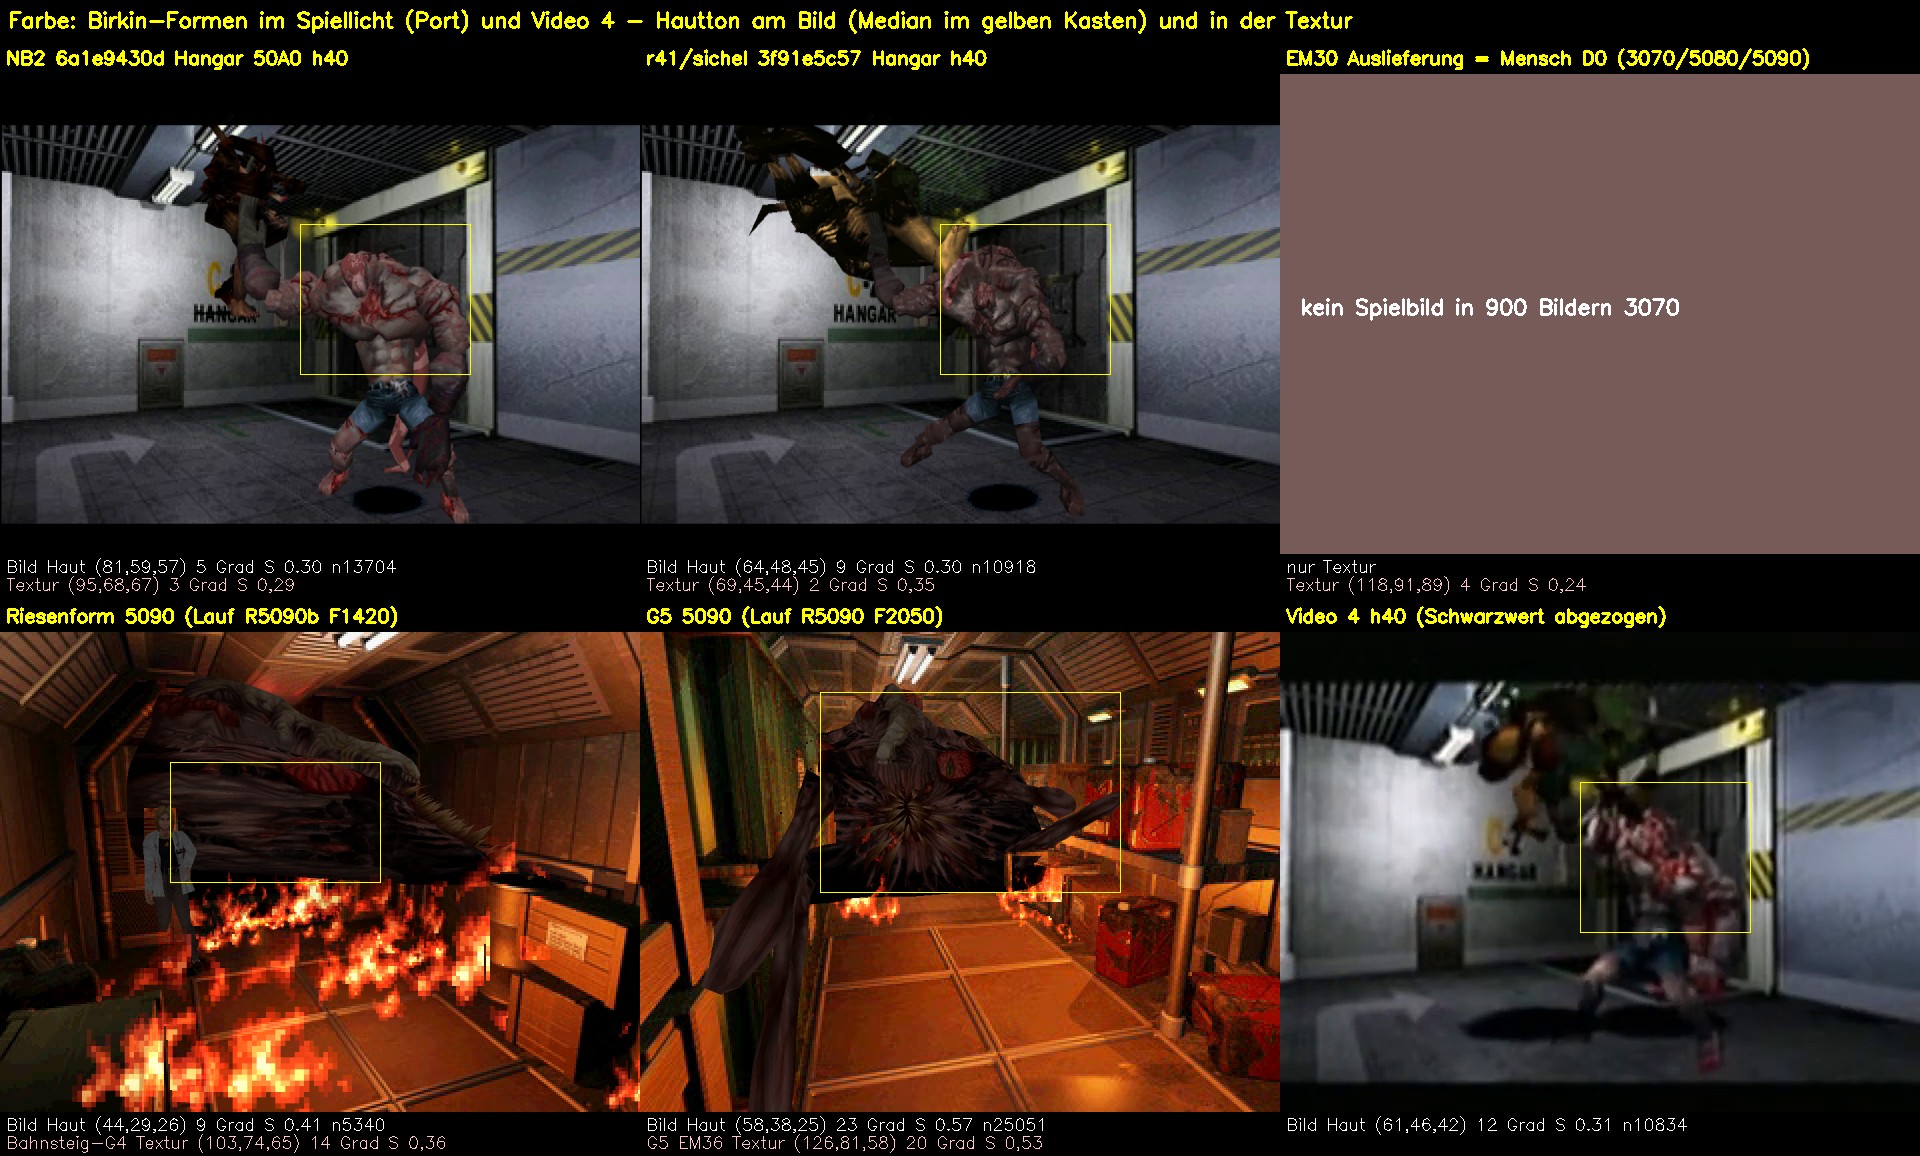 Farbe: Birkin-Formen im Spiellicht (Port) und Video 4 - Hautton am Bild (Median im gelben Kasten) und in der Textur
NB2 6a1e9430d Hangar 50A0 h40
r41/sichel 3f91e5c57 Hangar h40
EM30 Auslieferung = Mensch D0 (3070/5080/5090)
HANGAR
HANGAR
kein Spielbild in 900 Bildern 3070
Bild Haut (81,59,57) 5 Grad S 0.30 n13704
Textur (95,68,67) 3 Grad S 0,29
Bild Haut (64,48,45) 9 Grad S 0.30 n10918
Textur (69,45,44) 2 Grad S 0,35
nur Textur
Textur (118,91,89) 4 Grad S 0,24
Riesenform 5090 (Lauf R5090b F1420)
G5 5090 (Lauf R5090 F2050)
Video 4 h40 (Schwarzwert abgezogen)
HANGAR
Bild Haut (44,29,26) 9 Grad S 0.41 n5340
Bahnsteig-G4 Textur (103,74,65) 14 Grad S 0,36
Bild Haut (58,38,25) 23 Grad S 0.57 n25051
G5 EM36 Textur (126,81,58) 20 Grad S 0,53
Bild Haut (61,46,42) 12 Grad S 0.31 n10834